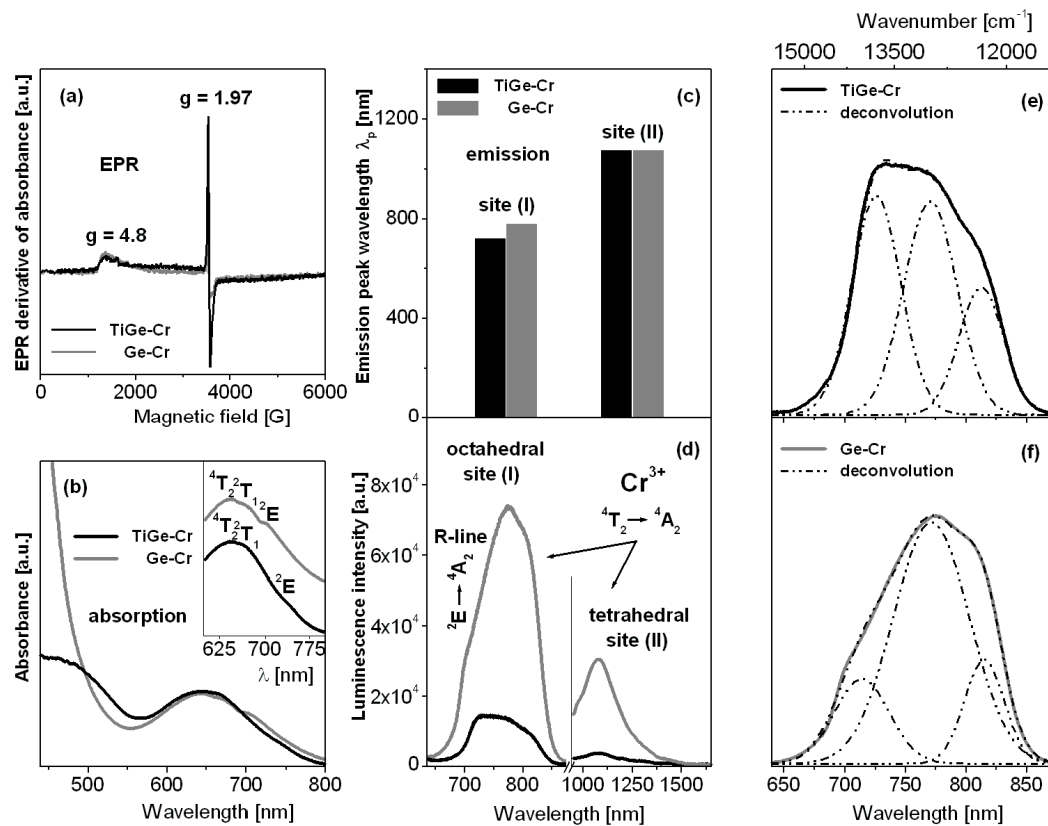 (a)
g = 1.97
EPR
g = 4.8
TiGe-Cr
Ge-Cr
EPR derivative of absorbance [a.u.]
0 2000 4000 6000
Magnetic field [G]
TiGe-Cr
Ge-Cr
(c)
emission
site (I)
site (II)
Emission peak wavelength λp [nm]
1200
800
400
0
Wavenumber [cm⁻¹]
15000 13500 12000
TiGe-Cr
deconvolution
(e)
(b)
TiGe-Cr
Ge-Cr
absorption
Absorbance [a.u.]
500 600 700 800
Wavelength [nm]
⁴T₂ ²T₁ ²E
⁴T₂ ²T₁
²E
625 700 775
λ [nm]
octahedral
site (I)
(d)
Cr³⁺
⁴T₂ → ⁴A₂
R-line
²E → ⁴A₂
tetrahedral
site (II)
Luminescence intensity [a.u.]
8x10⁴
6x10⁴
4x10⁴
2x10⁴
0
700 800 1000 1250 1500
Wavelength [nm]
Ge-Cr
deconvolution
(f)
650 700 750 800 850
Wavelength [nm]